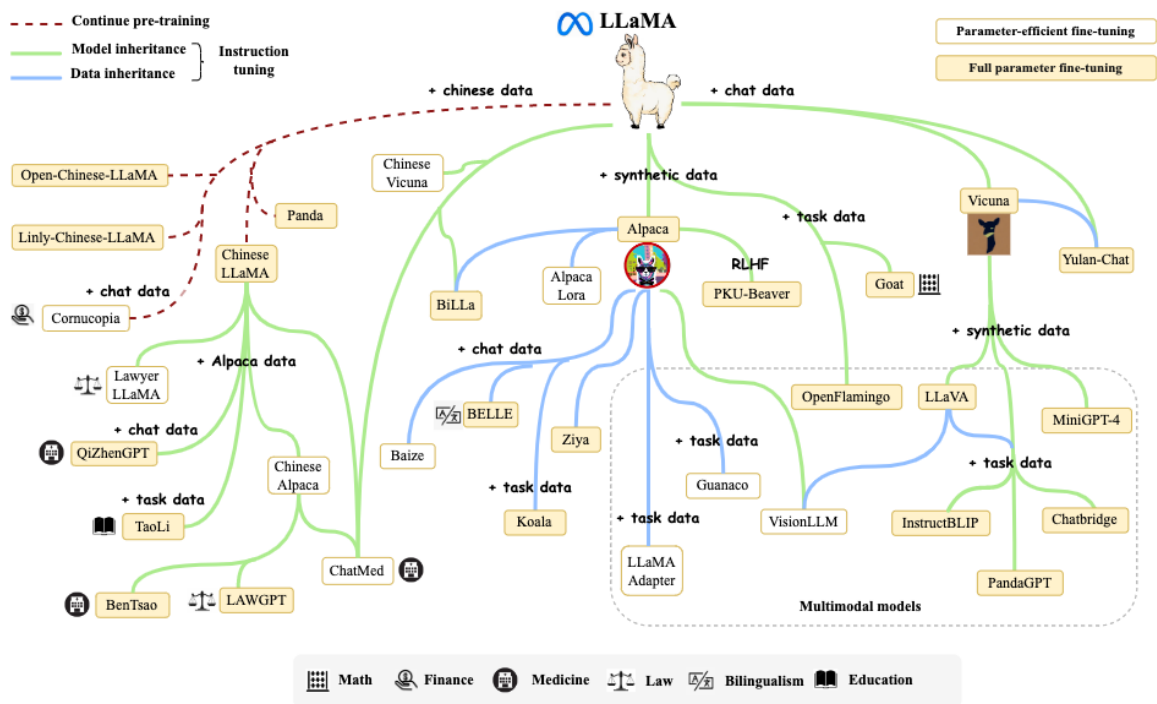 LLaMA
Continue pre-training
Model inheritance
Data inheritance
Instruction
tuning
Parameter-efficient fine-tuning
Full parameter fine-tuning
+ chinese data
+ chat data
Chinese
Vicuna
+ synthetic data
Open-Chinese-LLaMA
Panda
Linly-Chinese-LLaMA
Chinese
LLaMA
Alpaca
+ task data
Vicuna
Yulan-Chat
+ chat data
Cornucopia
BiLLa
Alpaca
Lora
RLHF
PKU-Beaver
Goat
+ synthetic data
+ Alpaca data
Lawyer
LLaMA
+ chat data
OpenFlamingo
LLaVA
MiniGPT-4
+ chat data
QiZhenGPT
BELLE
Ziya
Baize
+ task data
Guanaco
+ task data
Chinese
Alpaca
+ task data
TaoLi
+ task data
Koala
+ task data
VisionLLM
InstructBLIP
Chatbridge
ChatMed
LLaMA
Adapter
PandaGPT
BenTsao
LAWGPT
Multimodal models
Math
Finance
Medicine
Law
Bilingualism
Education